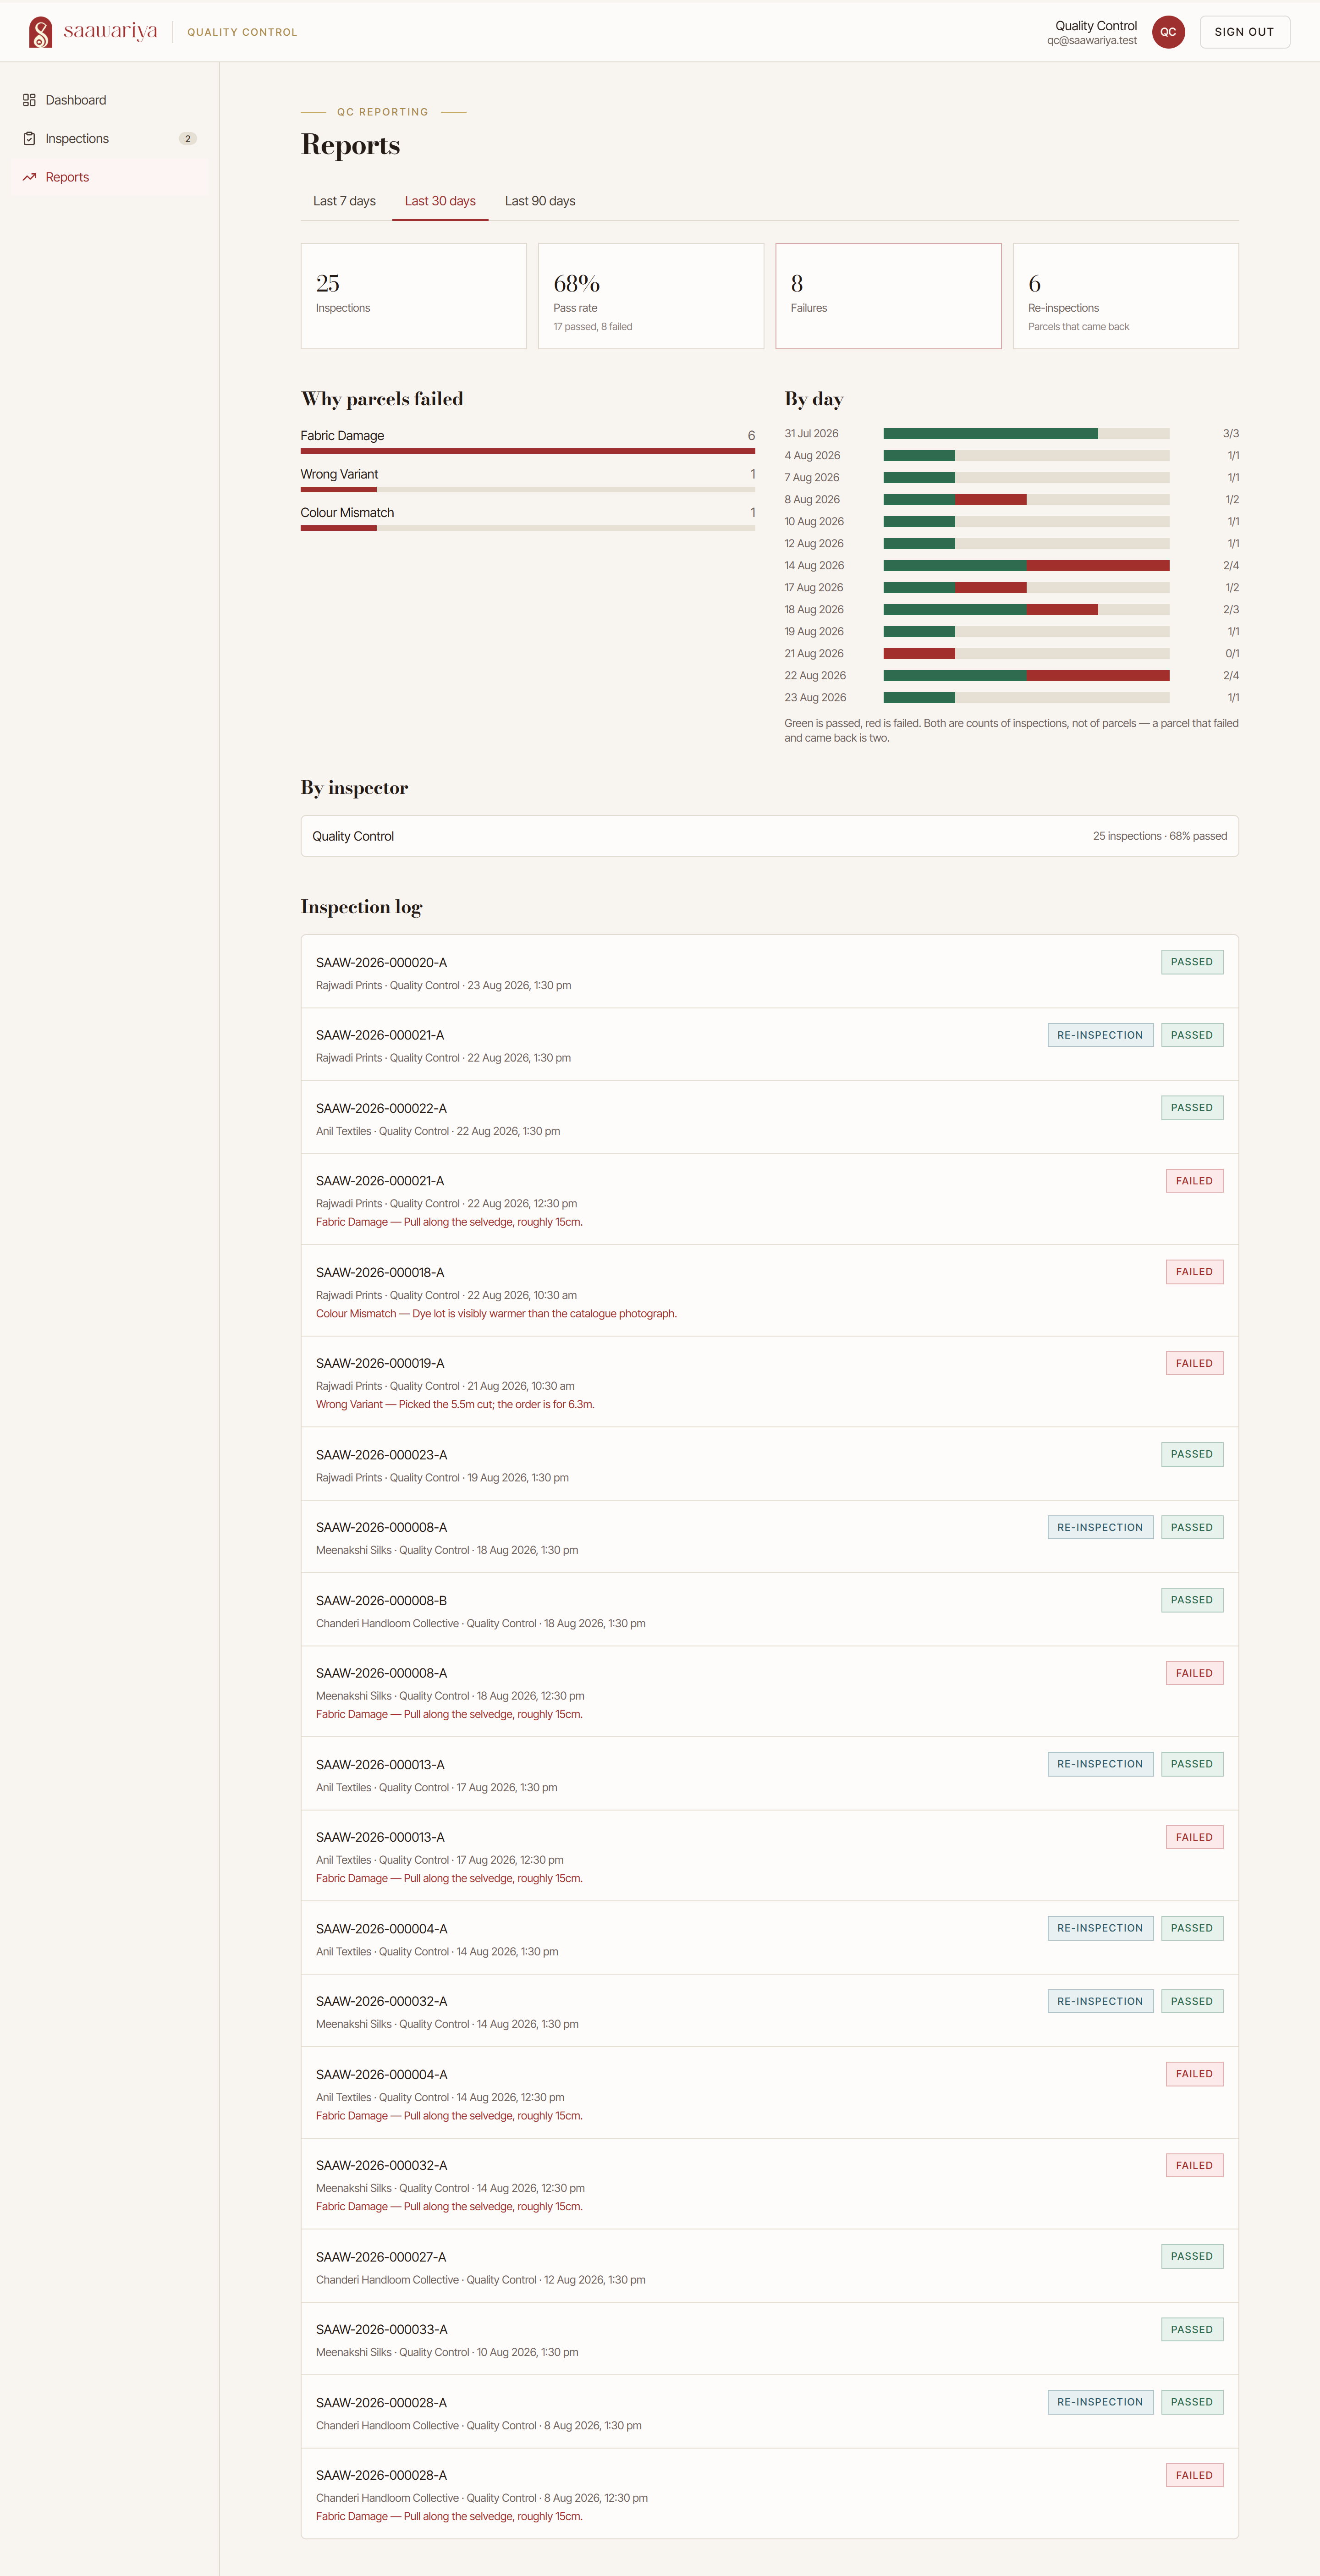 saawariya
QUALITY CONTROL
Quality Control
qc@saawariya.test
QC
SIGN OUT
Dashboard
Inspections
2
Reports
QC REPORTING
Reports
Last 7 days
Last 30 days
Last 90 days
25
Inspections
68%
Pass rate
17 passed, 8 failed
8
Failures
6
Re-inspections
Parcels that came back
Why parcels failed
Fabric Damage 6
Wrong Variant 1
Colour Mismatch 1
By day
31 Jul 2026 3/3
4 Aug 2026 1/1
7 Aug 2026 1/1
8 Aug 2026 1/2
10 Aug 2026 1/1
12 Aug 2026 1/1
14 Aug 2026 2/4
17 Aug 2026 1/2
18 Aug 2026 2/3
19 Aug 2026 1/1
21 Aug 2026 0/1
22 Aug 2026 2/4
23 Aug 2026 1/1
Green is passed, red is failed. Both are counts of inspections, not of parcels — a parcel that failed
and came back is two.
By inspector
Quality Control 25 inspections · 68% passed
Inspection log
SAAW-2026-000020-A PASSED
Rajwadi Prints · Quality Control · 23 Aug 2026, 1:30 pm
SAAW-2026-000021-A RE-INSPECTION PASSED
Rajwadi Prints · Quality Control · 22 Aug 2026, 1:30 pm
SAAW-2026-000022-A PASSED
Anil Textiles · Quality Control · 22 Aug 2026, 1:30 pm
SAAW-2026-000021-A FAILED
Rajwadi Prints · Quality Control · 22 Aug 2026, 12:30 pm
Fabric Damage — Pull along the selvedge, roughly 15cm.
SAAW-2026-000018-A FAILED
Rajwadi Prints · Quality Control · 22 Aug 2026, 10:30 am
Colour Mismatch — Dye lot is visibly warmer than the catalogue photograph.
SAAW-2026-000019-A FAILED
Rajwadi Prints · Quality Control · 21 Aug 2026, 10:30 am
Wrong Variant — Picked the 5.5m cut; the order is for 6.3m.
SAAW-2026-000023-A PASSED
Rajwadi Prints · Quality Control · 19 Aug 2026, 1:30 pm
SAAW-2026-000008-A RE-INSPECTION PASSED
Meenakshi Silks · Quality Control · 18 Aug 2026, 1:30 pm
SAAW-2026-000008-B PASSED
Chanderi Handloom Collective · Quality Control · 18 Aug 2026, 1:30 pm
SAAW-2026-000008-A FAILED
Meenakshi Silks · Quality Control · 18 Aug 2026, 12:30 pm
Fabric Damage — Pull along the selvedge, roughly 15cm.
SAAW-2026-000013-A RE-INSPECTION PASSED
Anil Textiles · Quality Control · 17 Aug 2026, 1:30 pm
SAAW-2026-000013-A FAILED
Anil Textiles · Quality Control · 17 Aug 2026, 12:30 pm
Fabric Damage — Pull along the selvedge, roughly 15cm.
SAAW-2026-000004-A RE-INSPECTION PASSED
Anil Textiles · Quality Control · 14 Aug 2026, 1:30 pm
SAAW-2026-000032-A RE-INSPECTION PASSED
Meenakshi Silks · Quality Control · 14 Aug 2026, 1:30 pm
SAAW-2026-000004-A FAILED
Anil Textiles · Quality Control · 14 Aug 2026, 12:30 pm
Fabric Damage — Pull along the selvedge, roughly 15cm.
SAAW-2026-000032-A FAILED
Meenakshi Silks · Quality Control · 14 Aug 2026, 12:30 pm
Fabric Damage — Pull along the selvedge, roughly 15cm.
SAAW-2026-000027-A PASSED
Chanderi Handloom Collective · Quality Control · 12 Aug 2026, 1:30 pm
SAAW-2026-000033-A PASSED
Meenakshi Silks · Quality Control · 10 Aug 2026, 1:30 pm
SAAW-2026-000028-A RE-INSPECTION PASSED
Chanderi Handloom Collective · Quality Control · 8 Aug 2026, 1:30 pm
SAAW-2026-000028-A FAILED
Chanderi Handloom Collective · Quality Control · 8 Aug 2026, 12:30 pm
Fabric Damage — Pull along the selvedge, roughly 15cm.